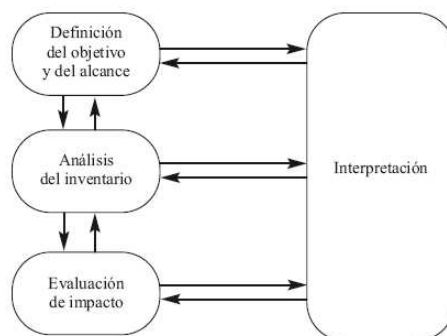 Definición
del objetivo
y del alcance
Análisis
del inventario
Interpretación
Evaluación
de impacto